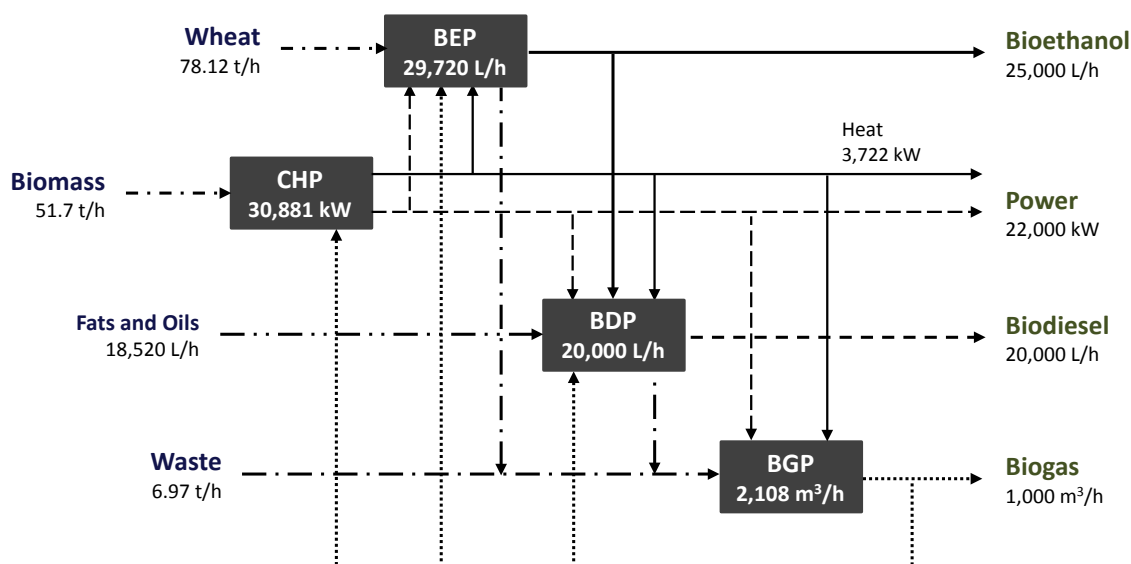 Wheat
78.12 t/h
BEP
29,720 L/h
Bioethanol
25,000 L/h
Heat
3,722 kW
Biomass
51.7 t/h
CHP
30,881 kW
Power
22,000 kW
Fats and Oils
18,520 L/h
BDP
20,000 L/h
Biodiesel
20,000 L/h
Waste
6.97 t/h
BGP
2,108 m³/h
Biogas
1,000 m³/h